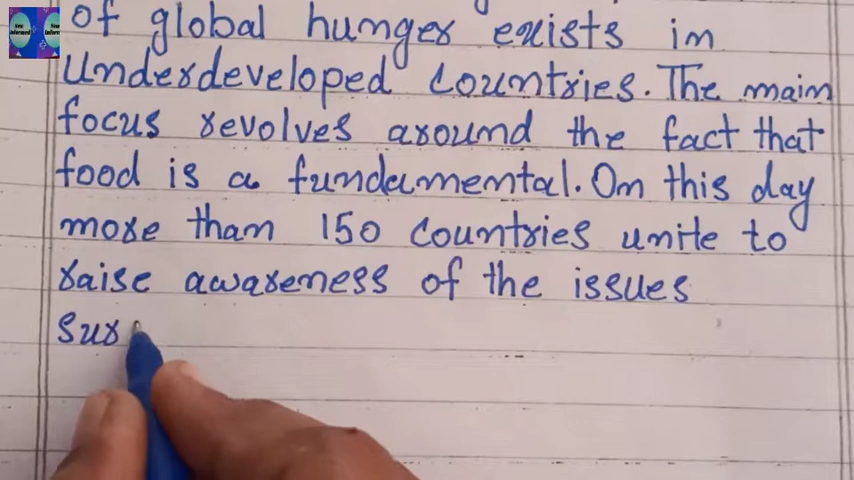 of global hunger exists in
Underdeveloped Countries. The main
focus revolves around the fact that
food is a fundamental. On this day
more than 150 Countries unite to
raise awareness of the issues
Sur